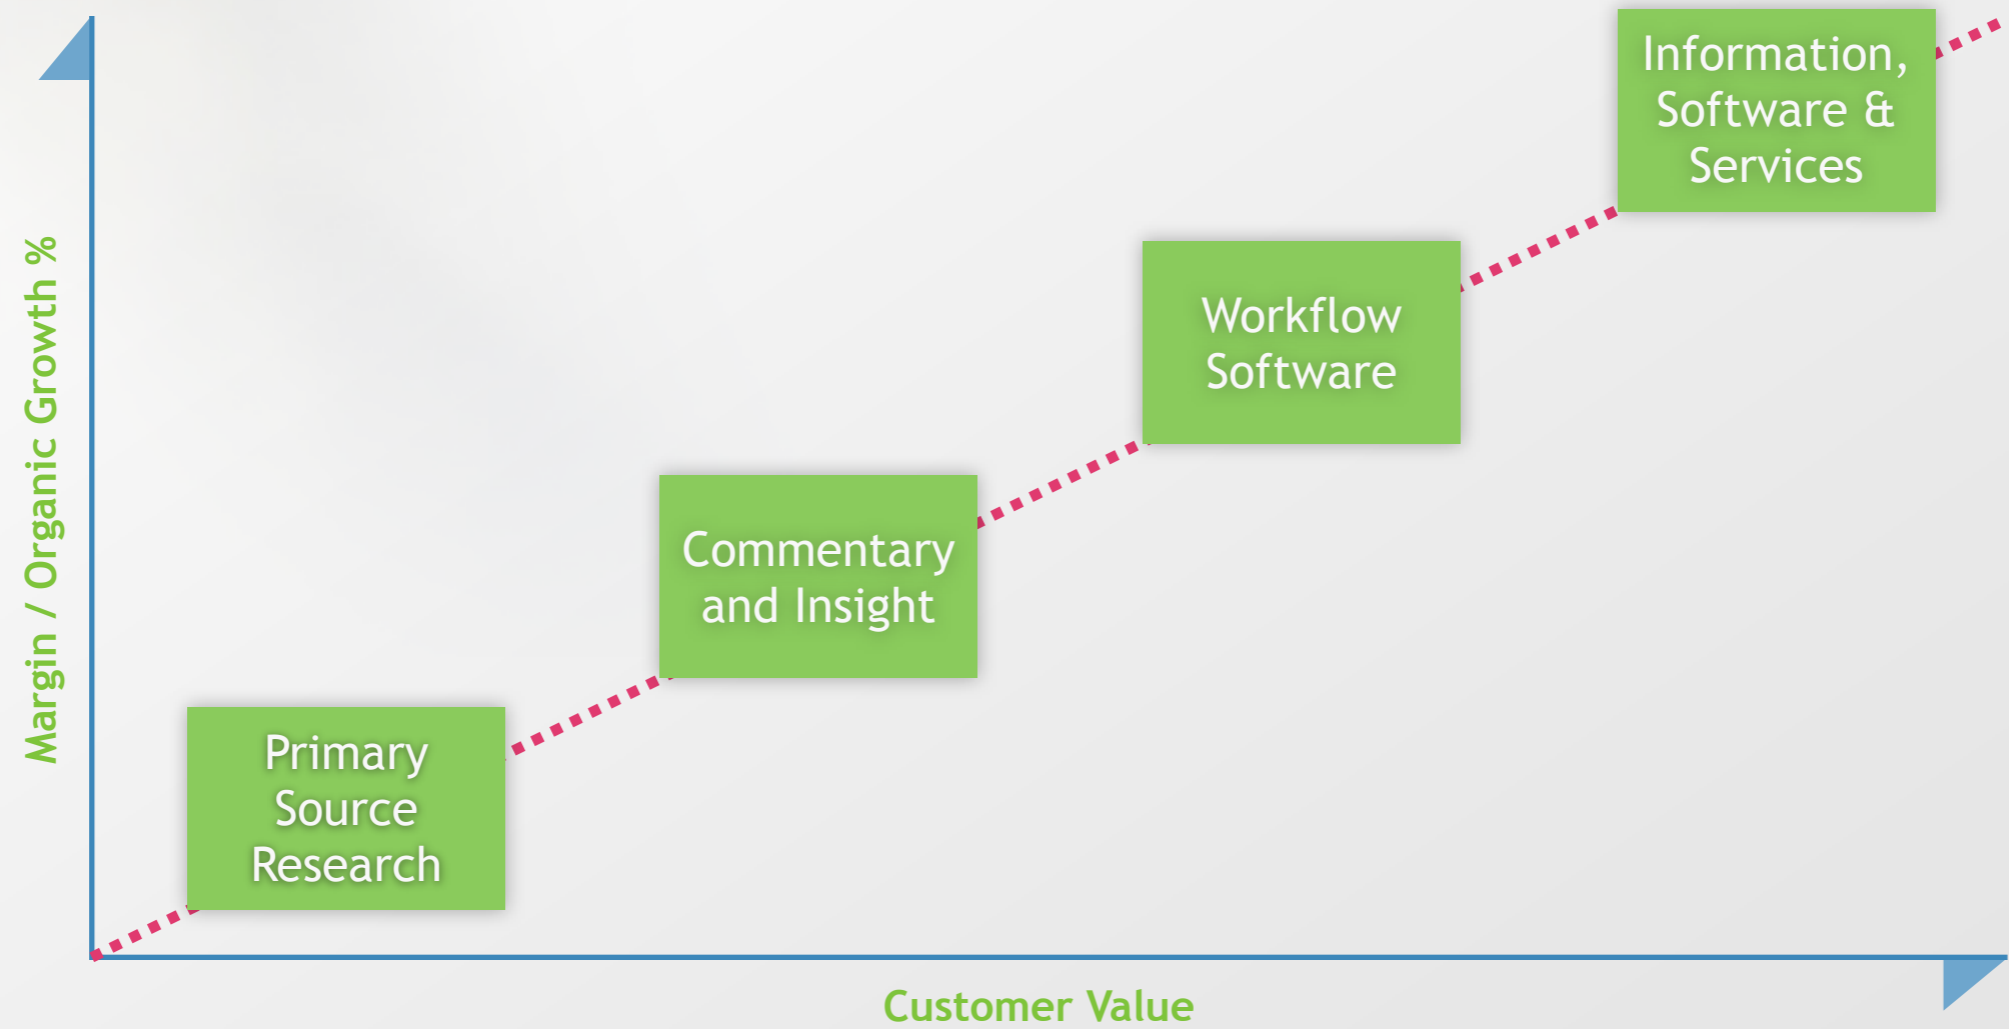 Information,
Software &
Services
Workflow
Software
Commentary
and Insight
Primary
Source
Research
Margin / Organic Growth %
Customer Value